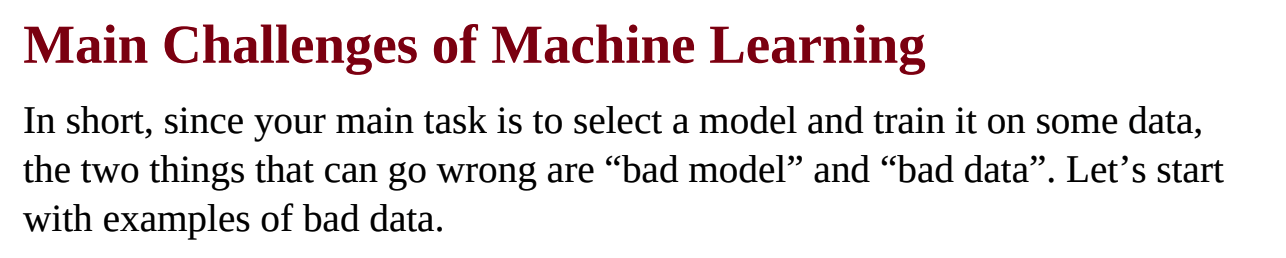 Main Challenges of Machine Learning
In short, since your main task is to select a model and train it on some data,
the two things that can go wrong are “bad model” and “bad data”. Let’s start
with examples of bad data.